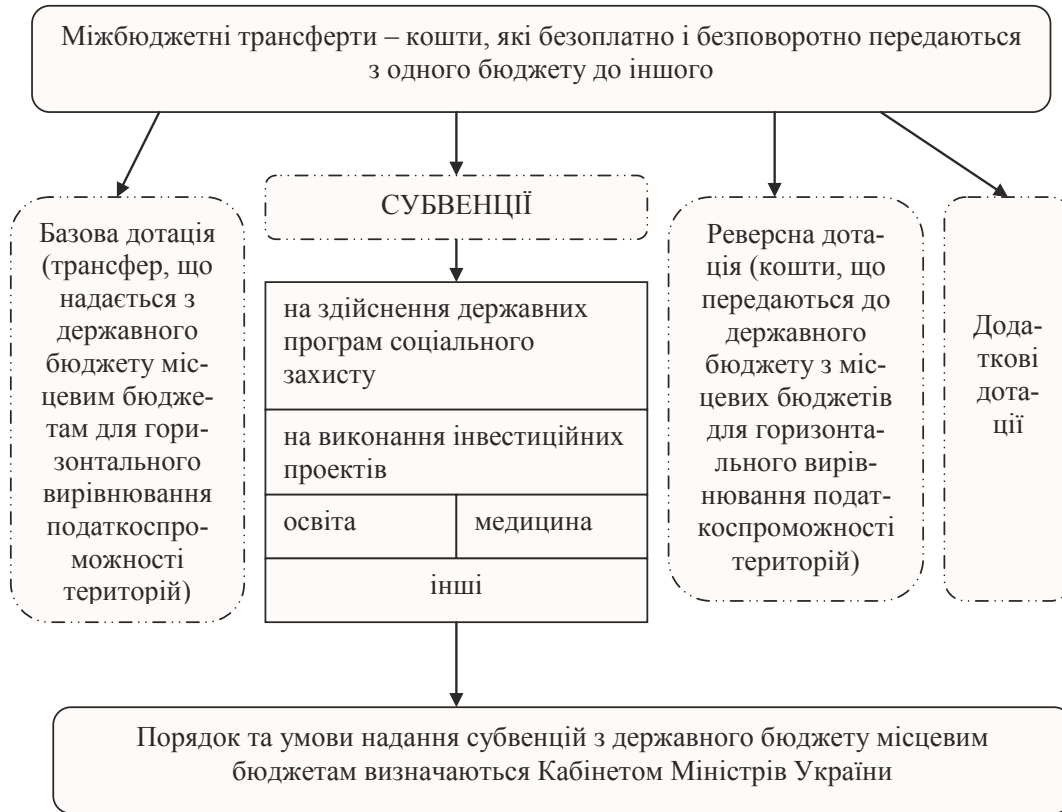 Міжбюджетні трансферти – кошти, які безоплатно і безповоротно передаються
з одного бюджету до іншого
Базова дотація
(трансфер, що
надається з
державного
бюджету міс-
цевим бюдже-
там для гори-
зонтального
вирівнювання
податкоспро-
можності
територій)
СУБВЕНЦІЇ
на здійснення державних
програм соціального
захисту
на виконання інвестиційних
проектів
освіта
медицина
інші
Реверсна дота-
ція (кошти, що
передаються до
державного
бюджету з міс-
цевих бюджетів
для горизонта-
льного вирів-
нювання подат-
коспроможності
територій)
Дода-
ткові
дота-
ції
Порядок та умови надання субвенцій з державного бюджету місцевим
бюджетам визначаються Кабінетом Міністрів України